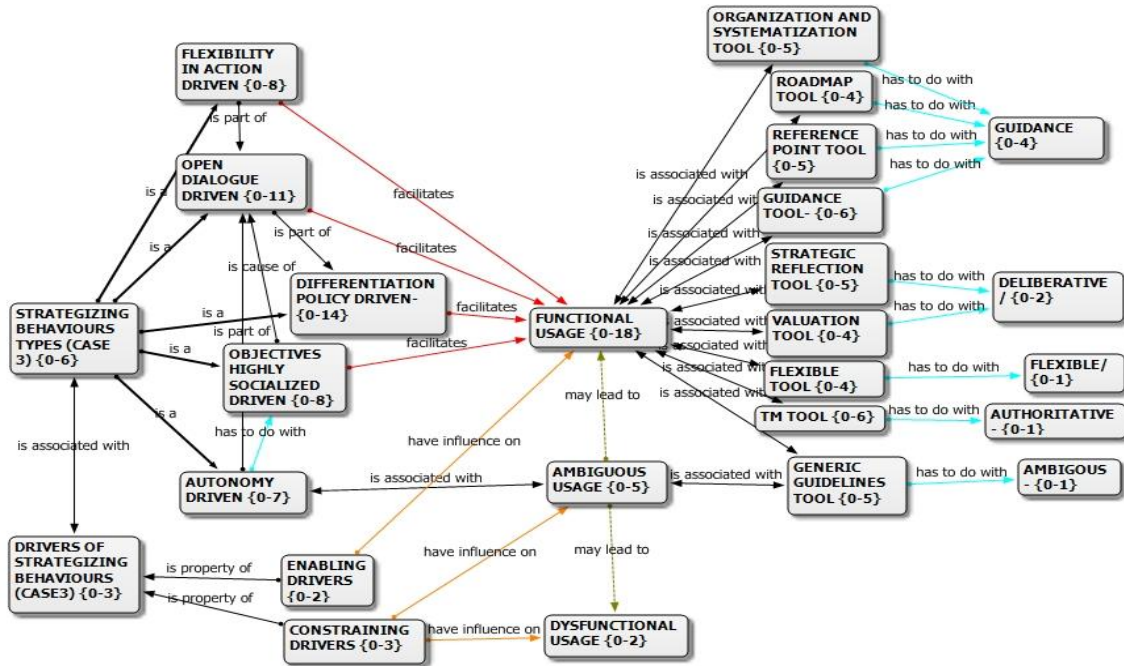 ORGANIZATION AND
SYSTEMATIZATION
TOOL {0-5}
FLEXIBILITY
IN ACTION
DRIVEN {0-8}
has to do with
ROADMAP
TOOL {0-4}
has to do with
is part of
REFERENCE
POINT TOOL
{0-5}
has to do with
GUIDANCE
{0-4}
OPEN
DIALOGUE
DRIVEN {0-11}
has to do with
is associated with
is a
facilitates
GUIDANCE
TOOL- {0-6}
is associated with
is part of
is associated with
is a
facilitates
STRATEGIC
REFLECTION
TOOL {0-5}
is associated with
is cause of
has to do with
DELIBERATIVE
/ {0-2}
DIFFERENTIATION
POLICY DRIVEN-
{0-14}
is associated with
has to do with
STRATEGIZING
BEHAVIOURS
TYPES (CASE
3) {0-6}
is a
facilitates
FUNCTIONAL
USAGE {0-18}
is associated with
VALUATION
TOOL {0-4}
is part of
facilitates
is associated with
is a
OBJECTIVES
HIGHLY
SOCIALIZED
DRIVEN {0-8}
is associated with
FLEXIBLE
TOOL {0-4}
has to do with
FLEXIBLE/
{0-1}
is associated with
may lead to
is a
TM TOOL {0-6}
has to do with
AUTHORITATIVE
- {0-1}
has to do with
is associated with
have influence on
AUTONOMY
DRIVEN {0-7}
is associated with
AMBIGUOUS
USAGE {0-5}
is associated with
GENERIC
GUIDELINES
TOOL {0-5}
has to do with
AMBIGOUS
- {0-1}
DRIVERS OF
STRATEGIZING
BEHAVIOURS
(CASE3) {0-3}
have influence on
may lead to
is property of
ENABLING
DRIVERS
{0-2}
is property of
CONSTRAINING
DRIVERS {0-3}
have influence on
DYSFUNCTIONAL
USAGE {0-2}